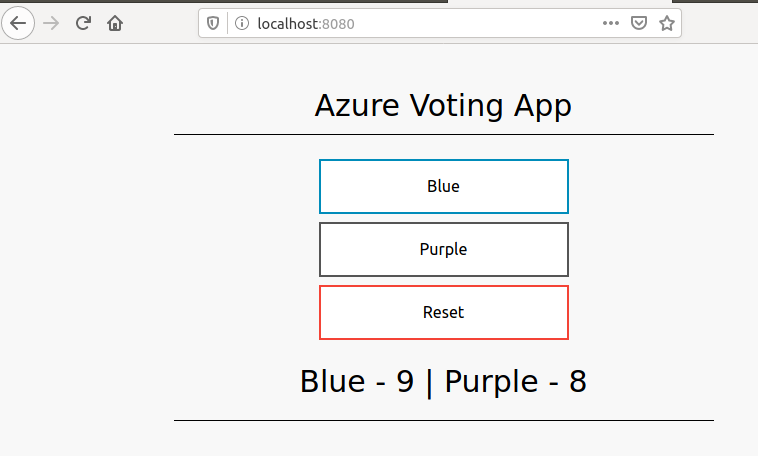 localhost:8080
Azure Voting App
Blue
Purple
Reset
Blue - 9 | Purple - 8